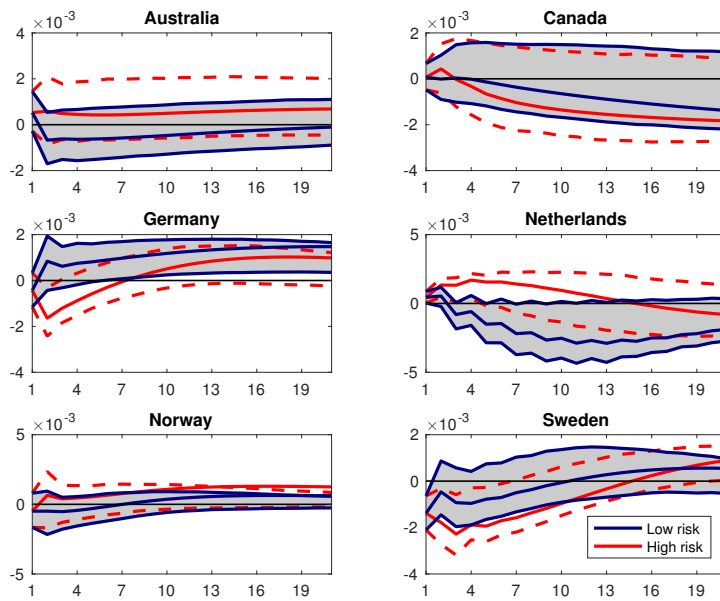 Australia
×10⁻³
4
2
0
-2
1 4 7 10 13 16 19
Canada
×10⁻³
2
0
-2
-4
1 4 7 10 13 16 19
Germany
×10⁻³
2
0
-2
-4
1 4 7 10 13 16 19
Netherlands
×10⁻³
5
0
-5
1 4 7 10 13 16 19
Norway
×10⁻³
5
0
-5
1 4 7 10 13 16 19
Sweden
×10⁻³
2
0
-2
-4
1 4 7 10 13 16 19
Low risk
High risk